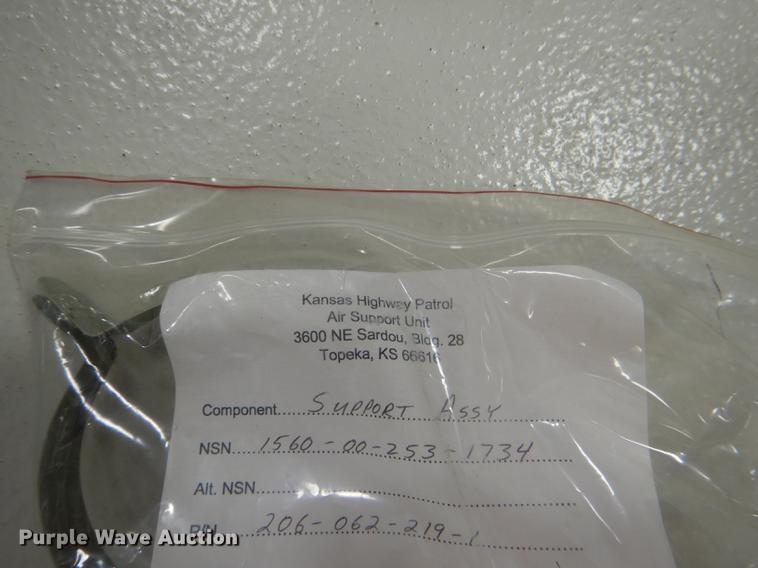 Kansas Highway Patrol
Air Support Unit
3600 NE Sardou, Bldg. 28
Topeka, KS 66616
Component....SUPPORT ASSY
NSN...1560-00-253-1734
Alt. NSN
P/N...206-062-219-1
Purple Wave Auction